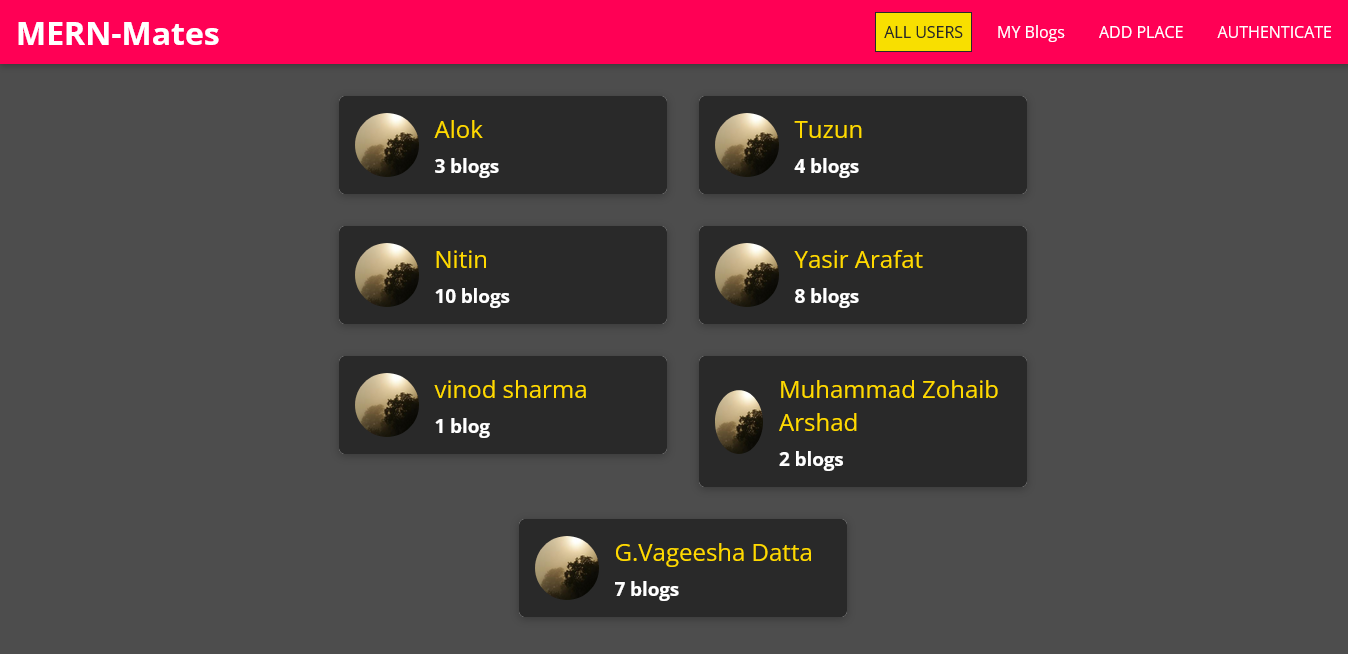 MERN-Mates
ALL USERS
MY Blogs
ADD PLACE
AUTHENTICATE
Alok
3 blogs
Tuzun
4 blogs
Nitin
10 blogs
Yasir Arafat
8 blogs
vinod sharma
1 blog
Muhammad Zohaib
Arshad
2 blogs
G.Vageesha Datta
7 blogs